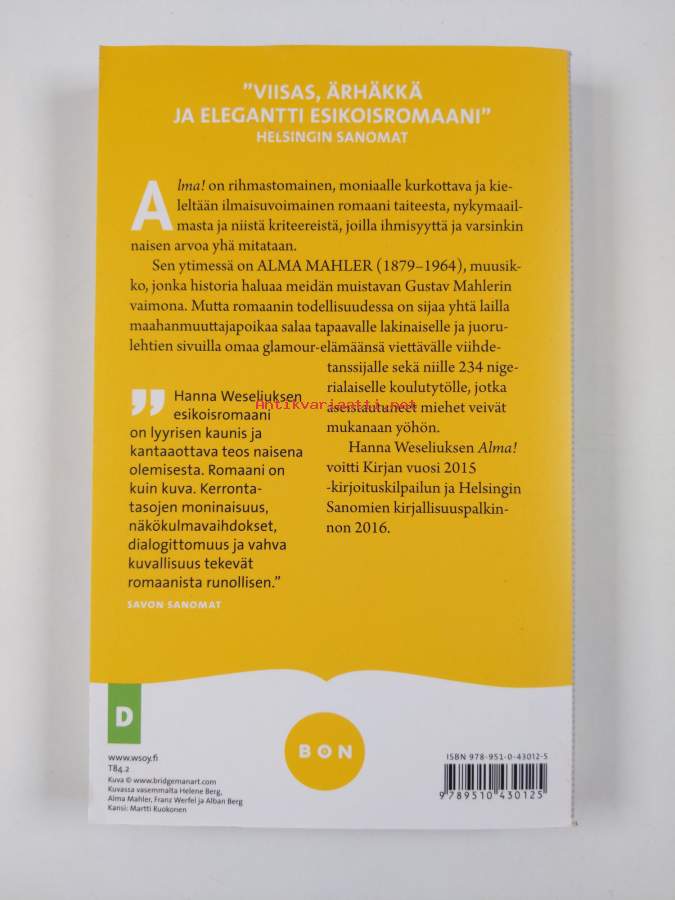 ”VIISAS, ÄRHÄKKÄ
JA ELEGANTTI ESIKOISROMAANI”
HELSINGIN SANOMAT
Alma! on rihmastomainen, moniaalle kurkottava ja kie-
leltään ilmaisuvoimainen romaani taiteesta, nykymaail-
masta ja niistä kriteereistä, joilla ihmisyyttä ja varsinkin
naisen arvoa yhä mitataan.
Sen ytimessä on ALMA MAHLER (1879–1964), muusik-
ko, jonka historia haluaa meidän muistavan Gustav Mahlerin
vaimona. Mutta romaanin todellisuudessa on sijaa yhtä lailla
maahanmuuttajapoikaa salaa tapaavalle lakinaiselle ja juoru-
lehtien sivuilla omaa glamour-elämäänsä viettävälle viihde-
tanssijalle sekä niille 234 nige-
rialaiselle koulutytölle, jotka
aseistautuneet miehet veivät
mukanaan yöhön.
Hanna Weseliuksen Alma!
voitti Kirjan vuosi 2015
-kirjoituskilpailun ja Helsingin
Sanomien kirjallisuuspalkin-
non 2016.
” Hanna Weseliuksen
esikoisromaani
on lyyrisen kaunis ja
kantaaottava teos naisena
olemisesta. Romaani on
kuin kuva. Kerronta-
tasojen moninaisuus,
näkökulmavaihdokset,
dialogittomuus ja vahva
kuvallisuus tekevät
romaanista runollisen.”
SAVON SANOMAT
Antikvariaatti.net
D
BON
www.wsoy.fi
T84.2
Kuva © www.bridgemanart.com
Kuvassa vasemmalta Helene Berg,
Alma Mahler, Franz Werfel ja Alban Berg
Kansi: Martti Ruokonen
ISBN 978-951-0-43012-5
9 789510 430125